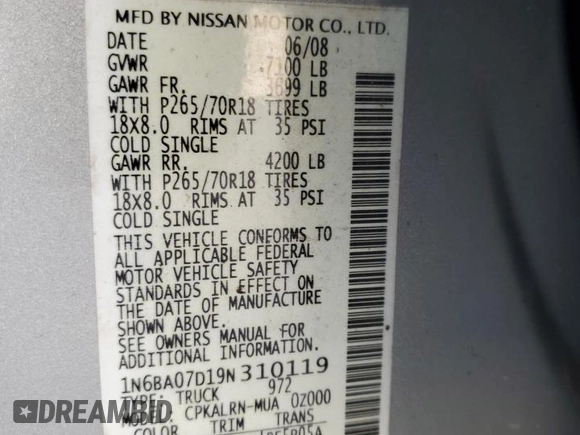 MFD BY NISSAN MOTOR CO., LTD.
DATE 06/08
GVWR 7100 LB
GAWR FR. 3699 LB
WITH P265/70R18 TIRES
18X8.0 RIMS AT 35 PSI
COLD SINGLE
GAWR RR. 4200 LB
WITH P265/70R18 TIRES
18X8.0 RIMS AT 35 PSI
COLD SINGLE
THIS VEHICLE CONFORMS TO
ALL APPLICABLE FEDERAL
MOTOR VEHICLE SAFETY
STANDARDS IN EFFECT ON
THE DATE OF MANUFACTURE
SHOWN ABOVE.
SEE OWNERS MANUAL FOR
ADDITIONAL INFORMATION.
1N6BA07D19N310119
TYPE: TRUCK 972
MODEL: CPKALRN-MUA 0Z000
COLOR TRIM TRANS
DREAMBID.COM